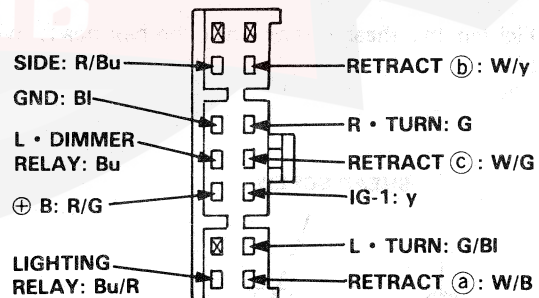 SIDE: R/Bu
RETRACT ⓑ: W/y
GND: Bl
R • TURN: G
L • DIMMER
RELAY: Bu
RETRACT ⓒ: W/G
⊕ B: R/G
IG-1: y
L • TURN: G/Bl
LIGHTING
RELAY: Bu/R
RETRACT ⓐ: W/B